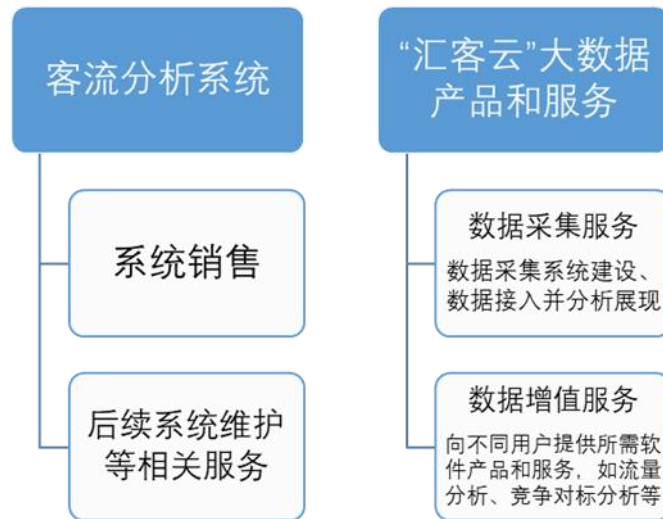 客流分析系统
系统销售
后续系统维护
等相关服务
“汇客云”大数据
产品和服务
数据采集服务
数据采集系统建设、
数据接入并分析展现
数据增值服务
向不同用户提供所需软
件产品和服务，如流量
分析、竞争对标分析等